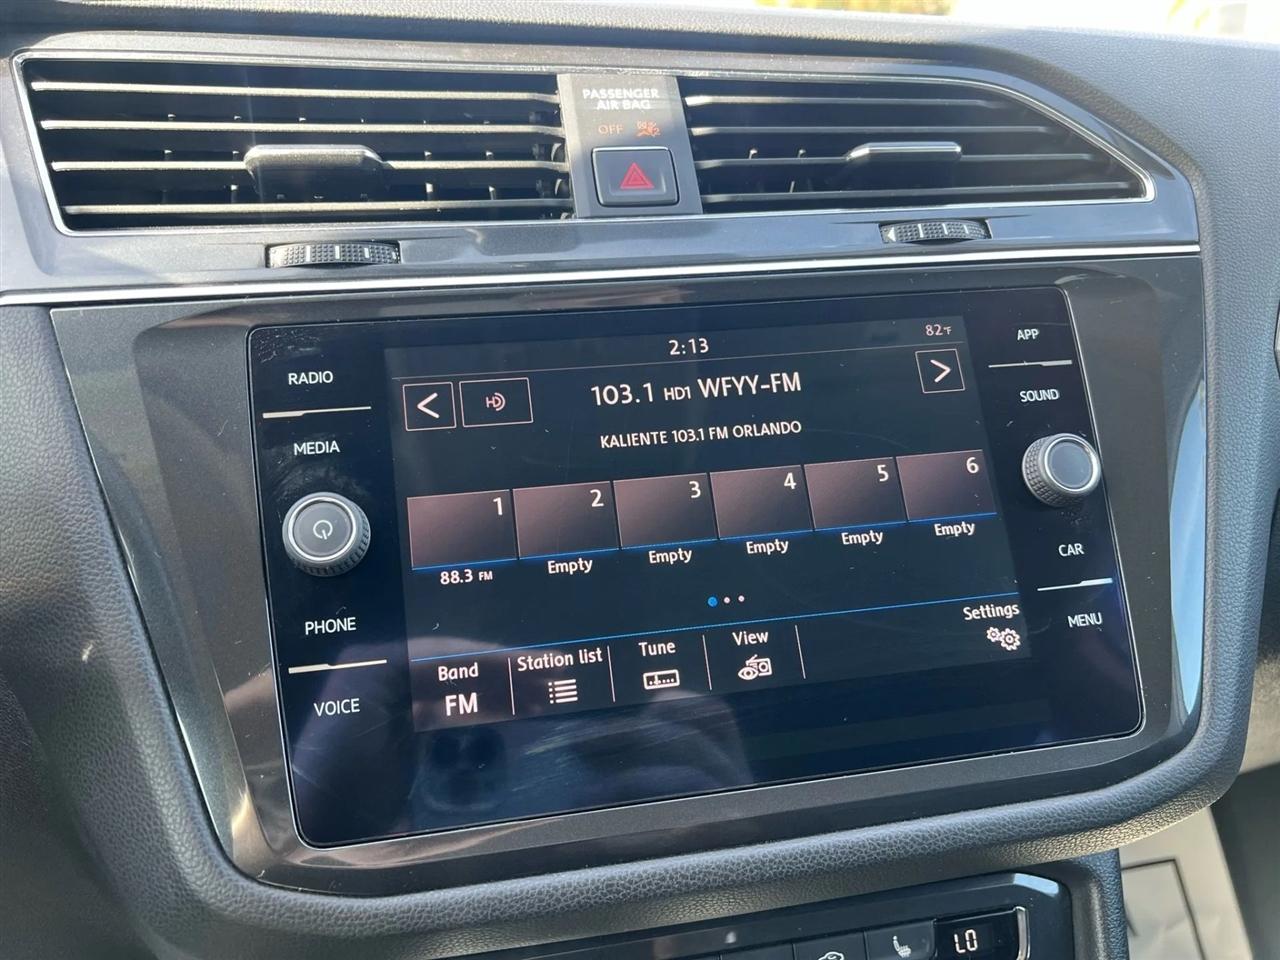 PASSENGER
AIR BAG
OFF
2:13
82°F
RADIO
MEDIA
PHONE
VOICE
APP
SOUND
CAR
MENU
<
HD
103.1 HD1 WFYY-FM
>
KALIENTE 103.1 FM ORLANDO
1 2 3 4 5 6
88.3 FM Empty Empty Empty Empty Empty
Settings
Band Station list Tune View
FM
LO